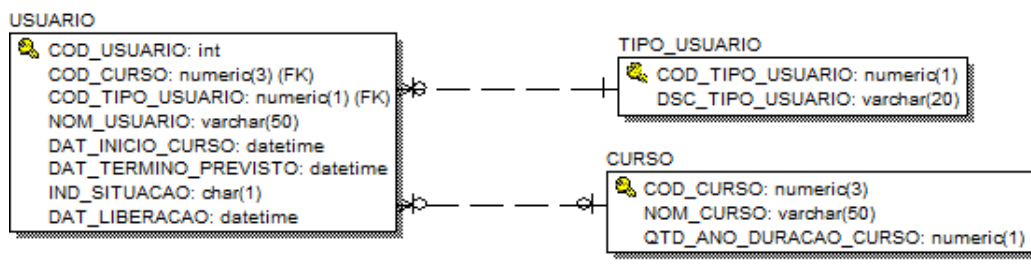 USUARIO
COD_USUARIO: int
COD_CURSO: numeric(3) (FK)
COD_TIPO_USUARIO: numeric(1) (FK)
NOM_USUARIO: varchar(50)
DAT_INICIO_CURSO: datetime
DAT_TERMINO_PREVISTO: datetime
IND_SITUACAO: char(1)
DAT_LIBERACAO: datetime
TIPO_USUARIO
COD_TIPO_USUARIO: numeric(1)
DSC_TIPO_USUARIO: varchar(20)
CURSO
COD_CURSO: numeric(3)
NOM_CURSO: varchar(50)
QTD_ANO_DURACAO_CURSO: numeric(1)